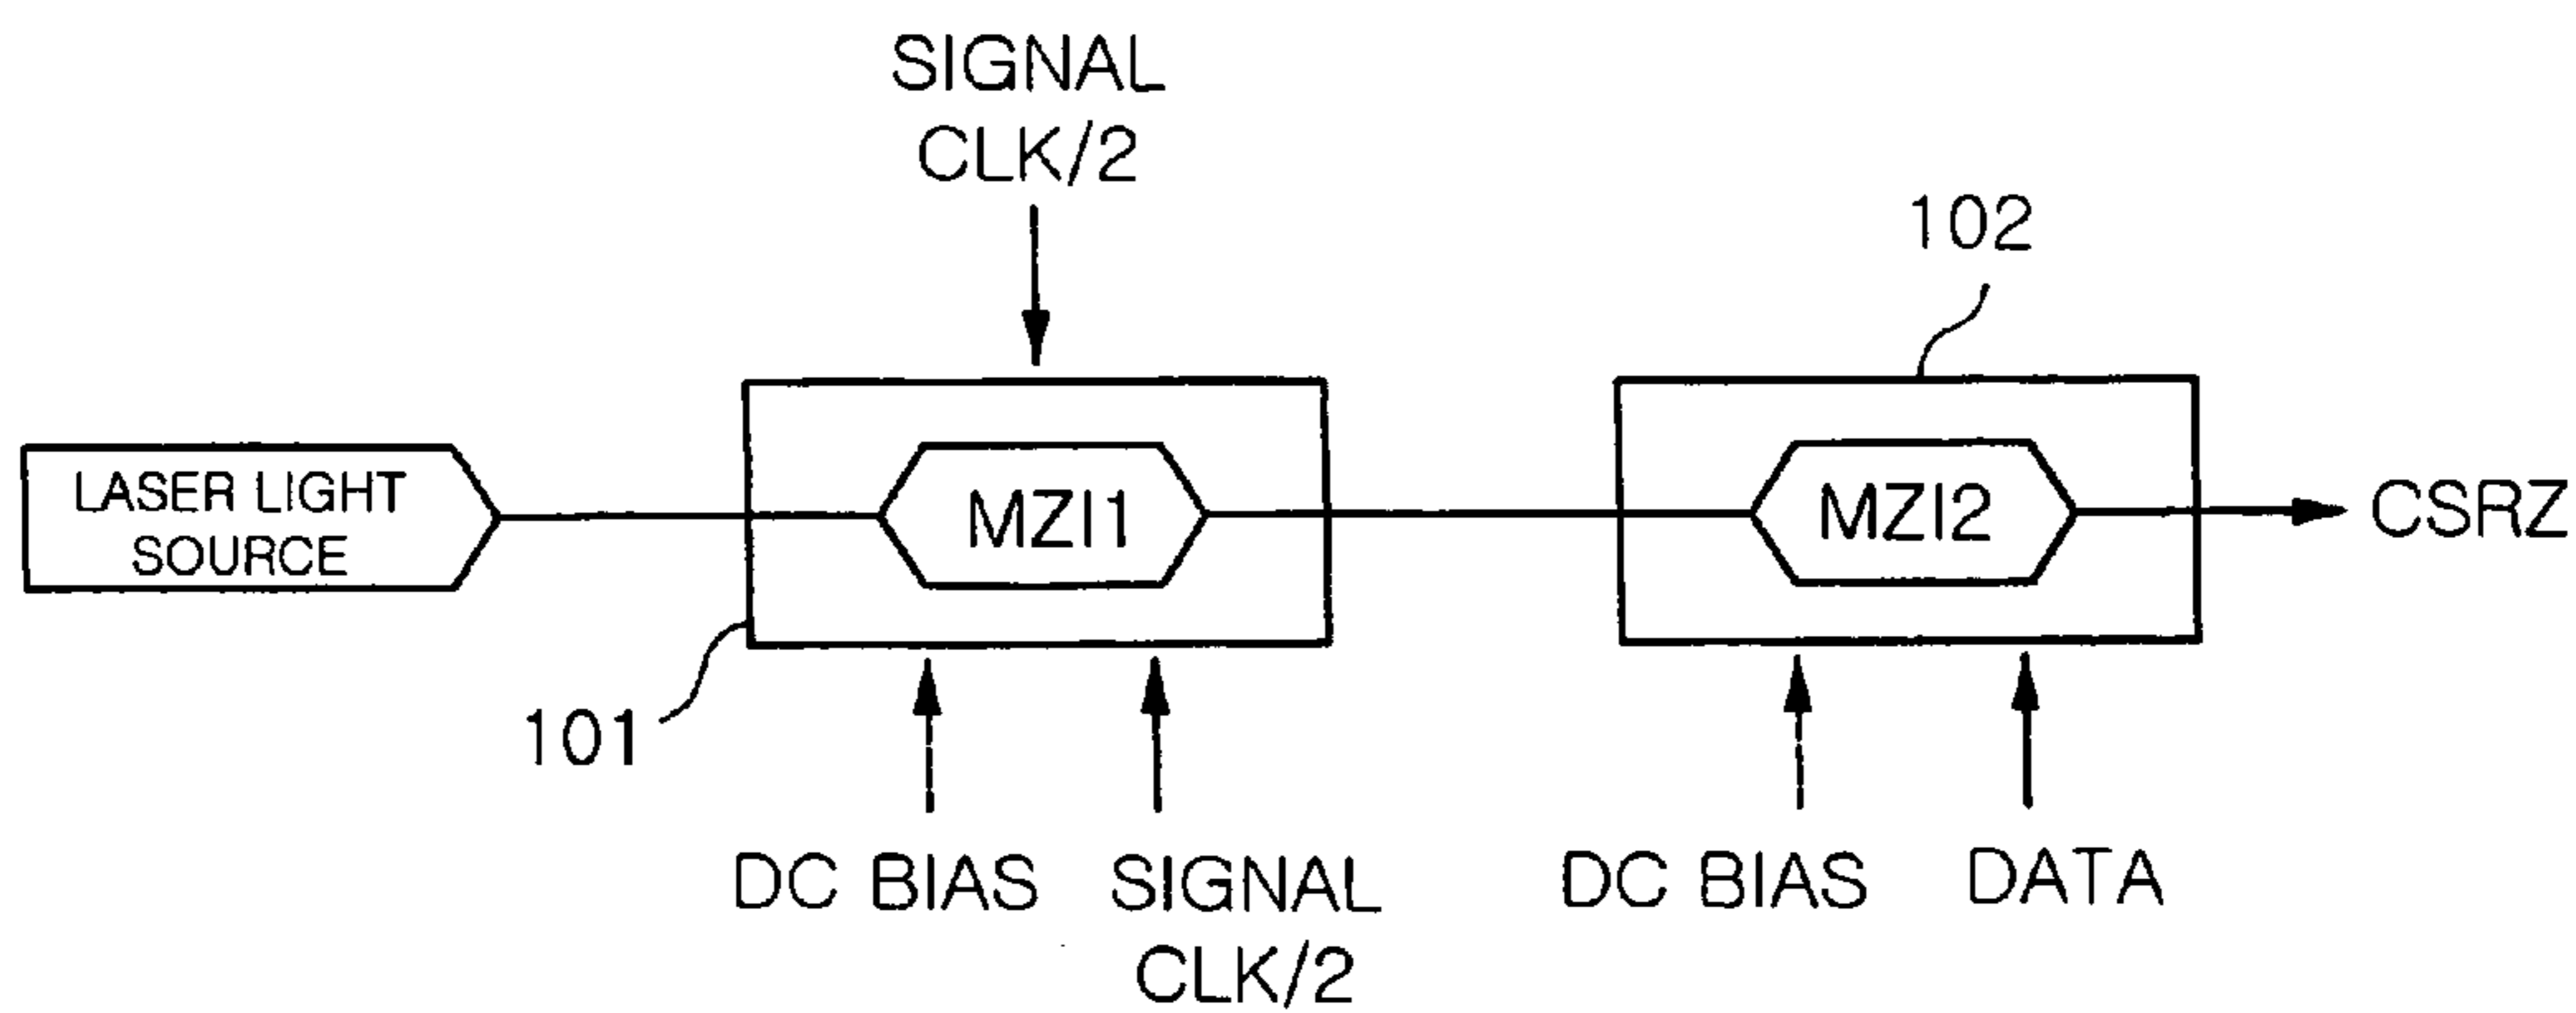 SIGNAL
CLK/2
102
LASER LIGHT
SOURCE
MZI1
MZI2
CSRZ
101
DC BIAS
SIGNAL
CLK/2
DC BIAS
DATA